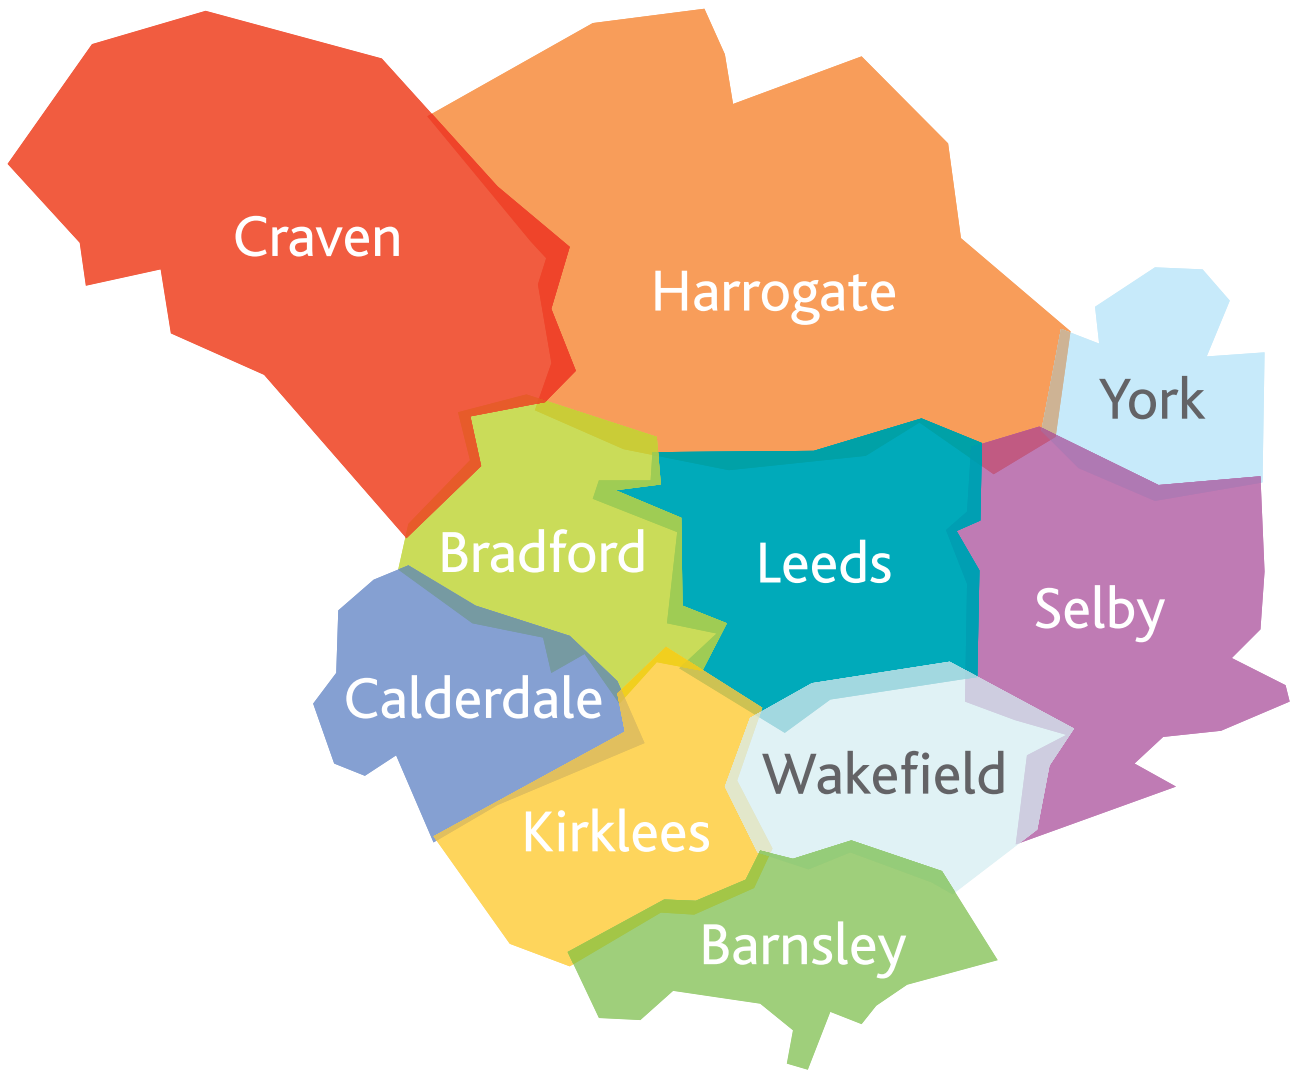 Craven
Harrogate
York
Bradford
Leeds
Selby
Calderdale
Wakefield
Kirklees
Barnsley